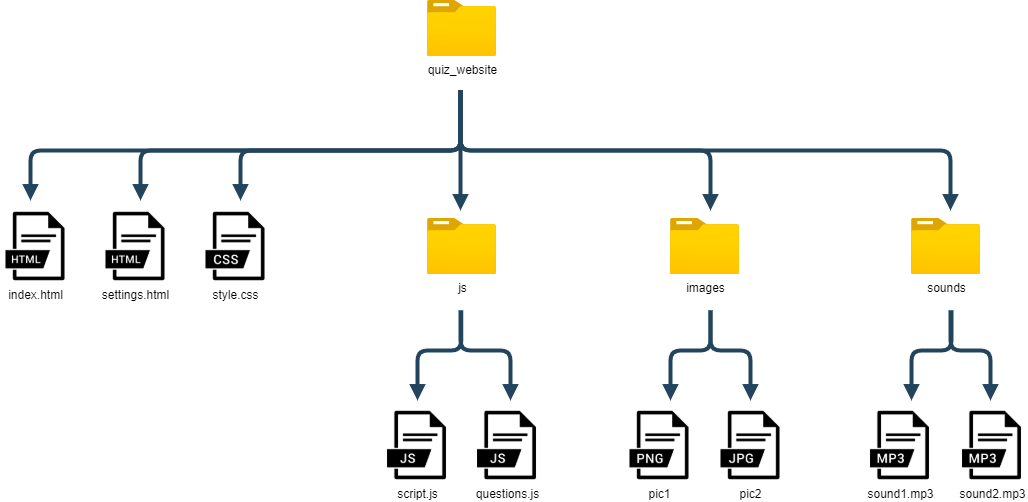 quiz_website
HTML
HTML
CSS
index.html
settings.html
style.css
js
images
sounds
JS
JS
PNG
JPG
MP3
MP3
script.js
questions.js
pic1
pic2
sound1.mp3
sound2.mp3